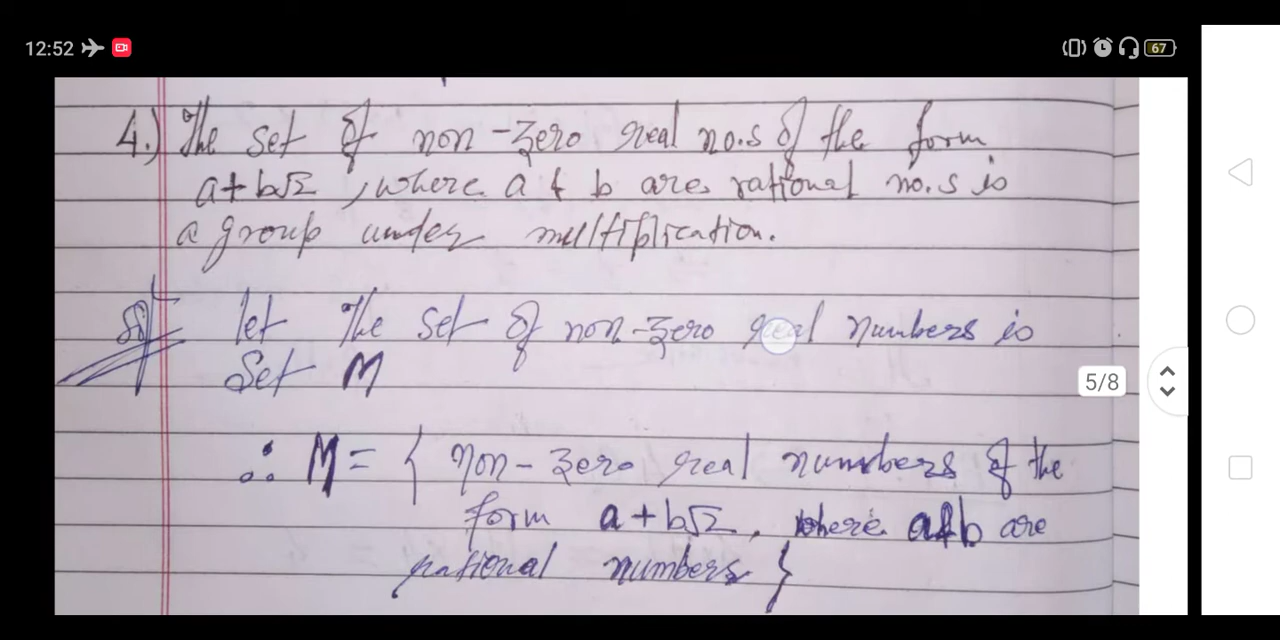 12:52
67
4.) The set of non-zero real no.s of the form
a+b√2, where a & b are rational no.s is
a group under multiplication.
Sol
let the set of non-zero real numbers is
Set M
5/8
∴ M = { non-zero real numbers of the
form a+b√2, where a & b are
rational numbers }